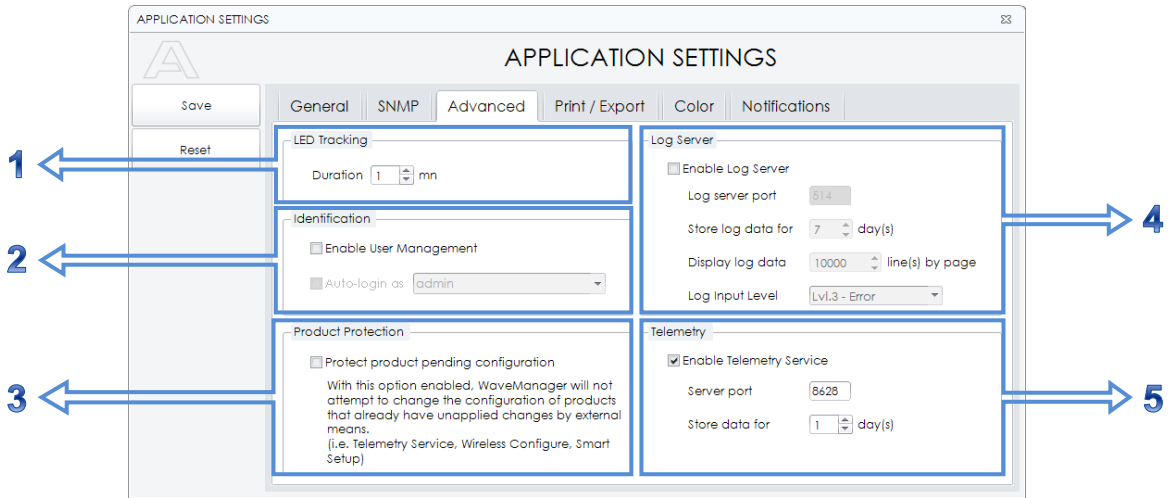 APPLICATION SETTINGS
APPLICATION SETTINGS
Save
Reset
General SNMP Advanced Print / Export Color Notifications
1
LED Tracking
Duration 1 mn
2
Identification
Enable User Management
Auto-login as admin
3
Product Protection
Protect product pending configuration
With this option enabled, WaveManager will not
attempt to change the configuration of products
that already have unapplied changes by external
means.
(i.e. Telemetry Service, Wireless Configure, Smart
Setup)
Log Server
Enable Log Server
Log server port 514
Store log data for 7 day(s)
Display log data 10000 line(s) by page
Log Input Level Lvl.3 - Error
4
Telemetry
Enable Telemetry Service
Server port 8628
Store data for 1 day(s)
5